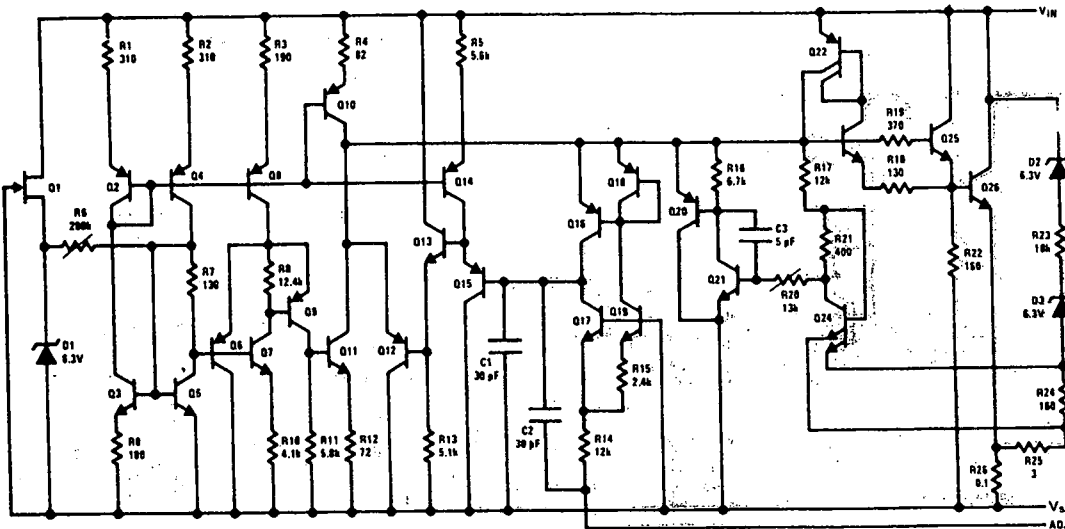 VIN
R1
310
R2
310
R3
190
R4
82
R5
5.6k
Q22
Q10
R19
370
Q25
D2
6.3V
Q1
Q2
Q4
Q8
Q14
Q18
R16
6.7k
R17
12k
R18
130
Q26
R6
200k
Q16
Q20
Q13
C3
5 pF
R21
400
R22
160
R23
18k
R7
130
R8
12.4k
Q15
Q21
R20
13k
D3
6.3V
D1
6.3V
Q9
Q6
Q7
Q11
Q12
C1
30 pF
Q17
Q19
Q24
R15
2.4k
Q3
Q5
C2
30 pF
R24
160
R9
180
R10
4.1k
R11
5.8k
R12
72
R13
5.1k
R14
12k
R26
0.1
R25
3
VS
AD